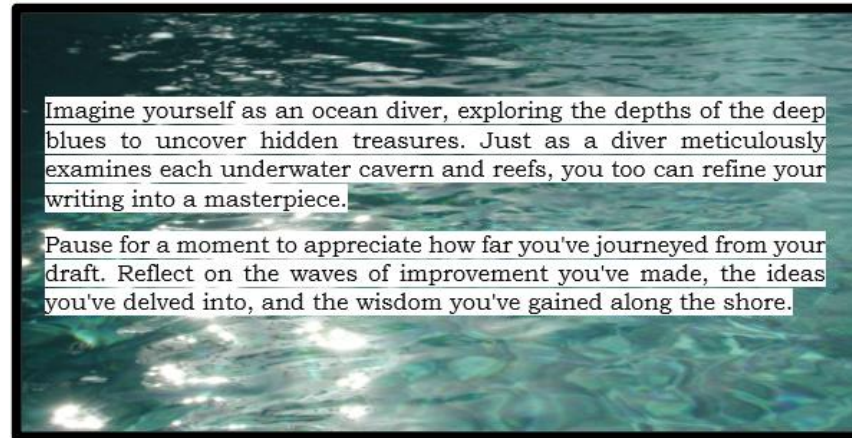 Imagine yourself as an ocean diver, exploring the depths of the deep
blues to uncover hidden treasures. Just as a diver meticulously
examines each underwater cavern and reefs, you too can refine your
writing into a masterpiece.
Pause for a moment to appreciate how far you've journeyed from your
draft. Reflect on the waves of improvement you've made, the ideas
you've delved into, and the wisdom you've gained along the shore.